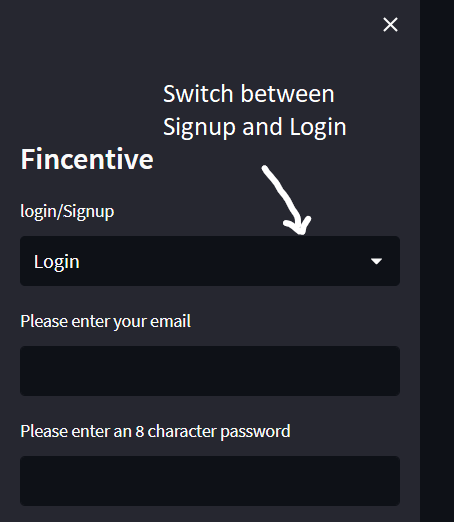 Switch between
Signup and Login
Fincentive
login/Signup
Login
Please enter your email
Please enter an 8 character password